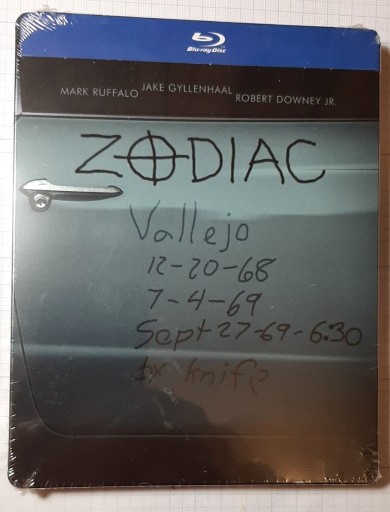 Blu-ray Disc
MARK RUFFALO JAKE GYLLENHAAL ROBERT DOWNEY JR.
ZODIAC
Vallejo
12-20-68
7-4-69
Sept 27-69-6:30
by knife